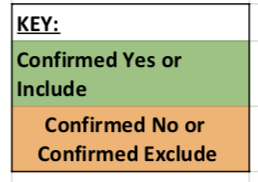 KEY:
Confirmed Yes or
Include
Confirmed No or
Confirmed Exclude